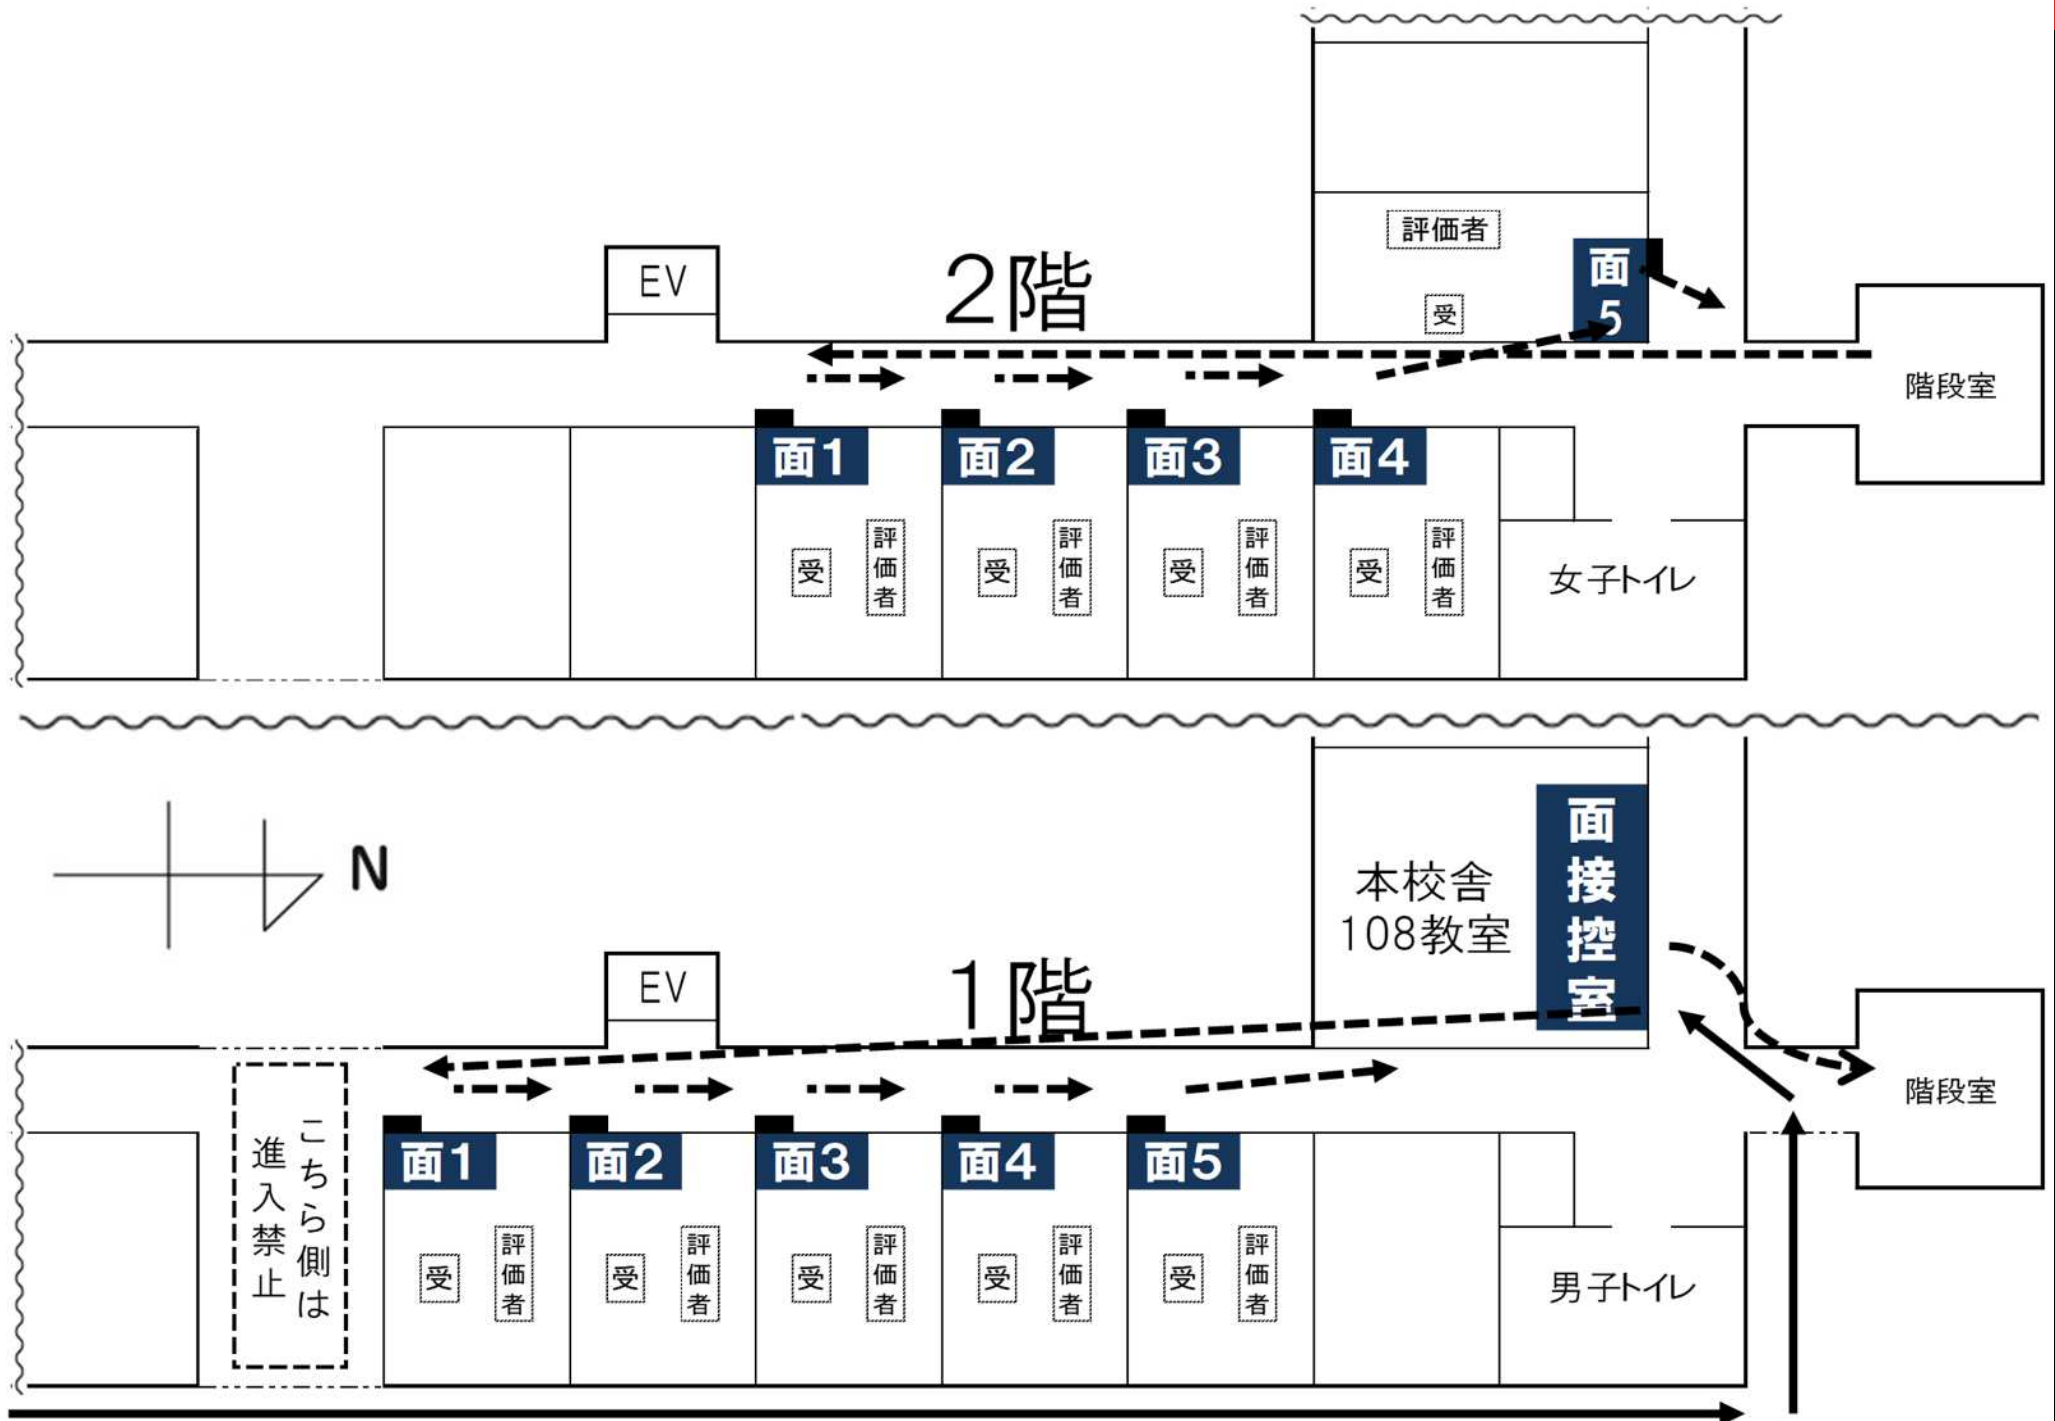 評価者
面5
受
EV
2階
階段室
面1
面2
面3
面4
受
評価者
受
評価者
受
評価者
受
評価者
女子トイレ
N
本校舎
108教室
面接控室
EV
1階
階段室
こちら側は
進入禁止
面1
面2
面3
面4
面5
受
評価者
受
評価者
受
評価者
受
評価者
受
評価者
男子トイレ